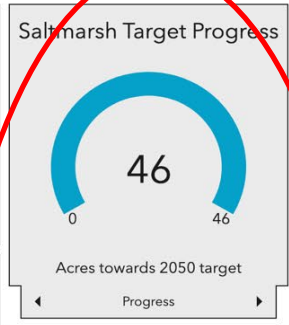 Saltmarsh Target Progress
46
0 46
Acres towards 2050 target
Progress